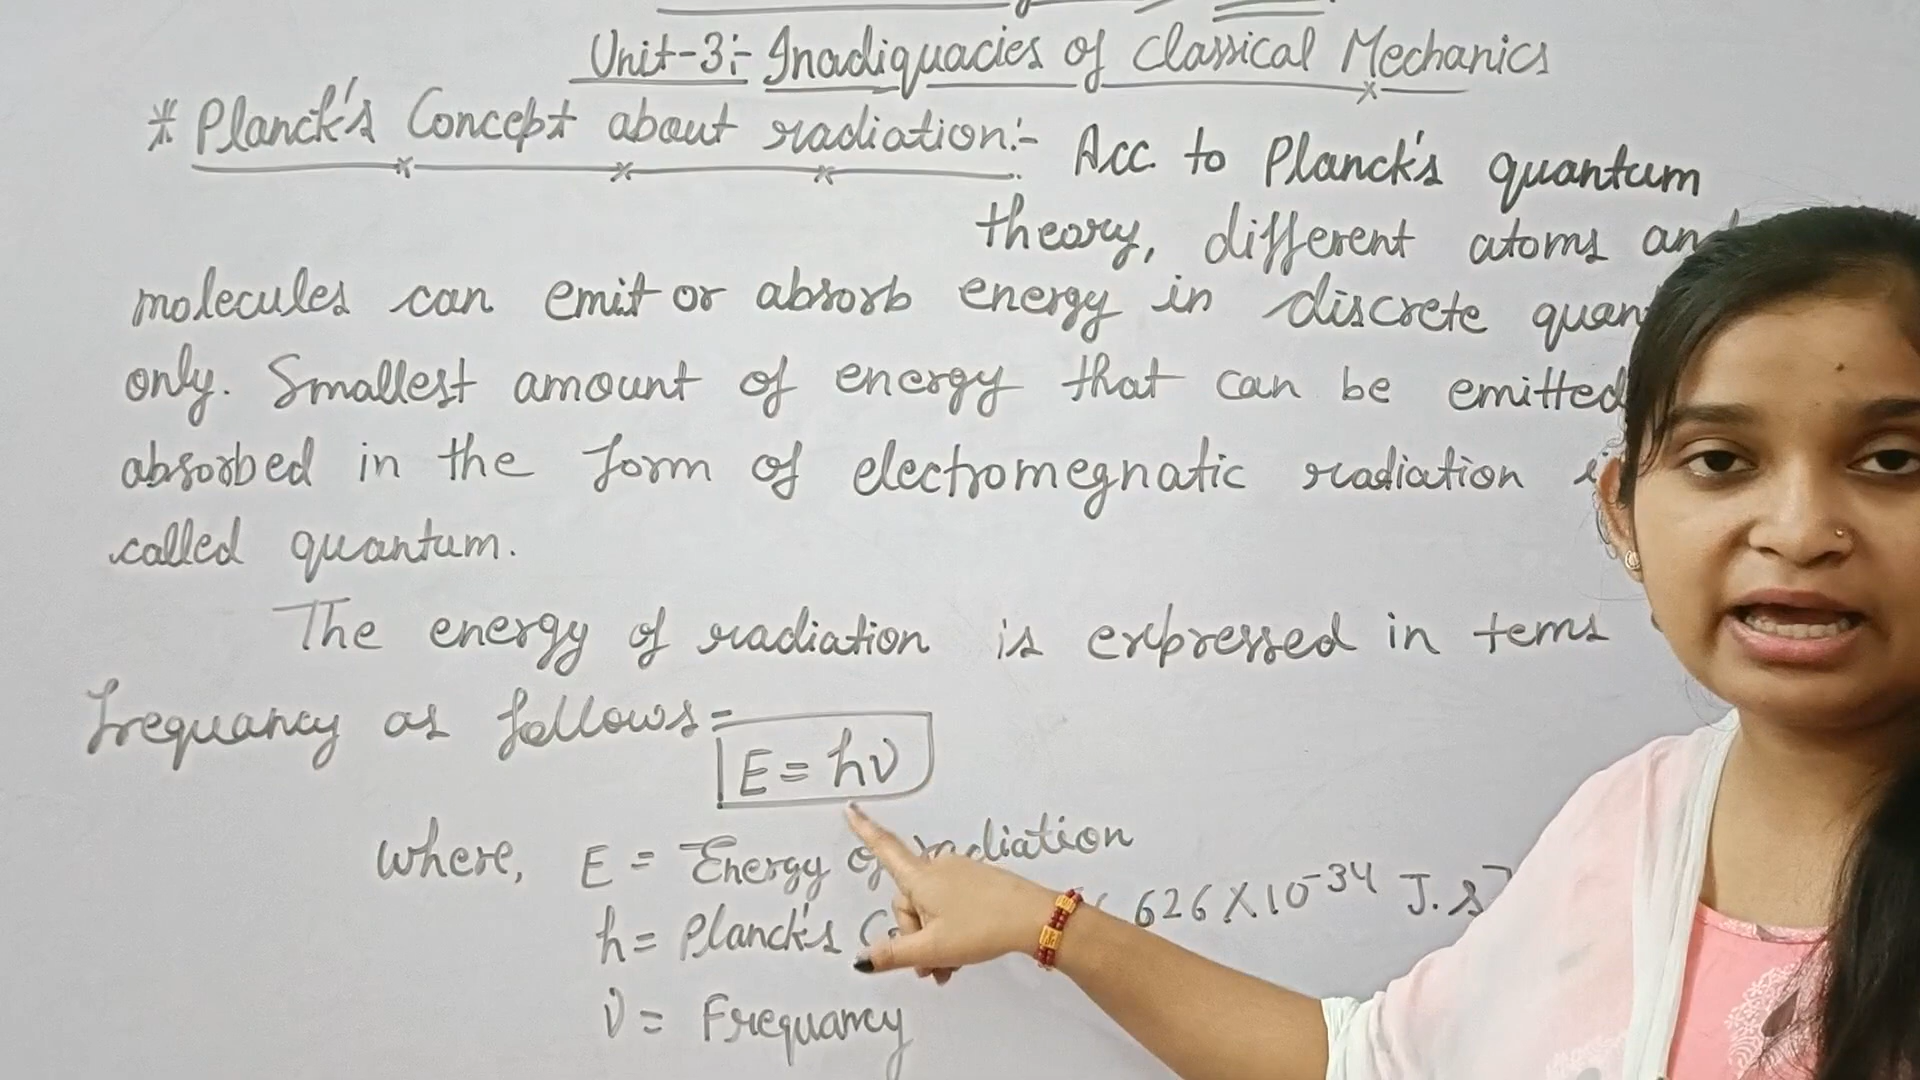 Unit-3:- Inadiquacies of Classical Mechanics
* Planck's Concept about radiation:- Acc. to Planck's quantum
theory, different atoms
molecules can emit or absorb energy in discrete
only. Smallest amount of energy that can be emitted
absorbed in the form of electromegnatic radiation
called quantum.
The energy of radiation is expressed in tems
frequancy as follows=
E = hν
where, E = Energy of radiation
h = Planck's 626 X 10⁻³⁴ J.s]
ν = Frequancy